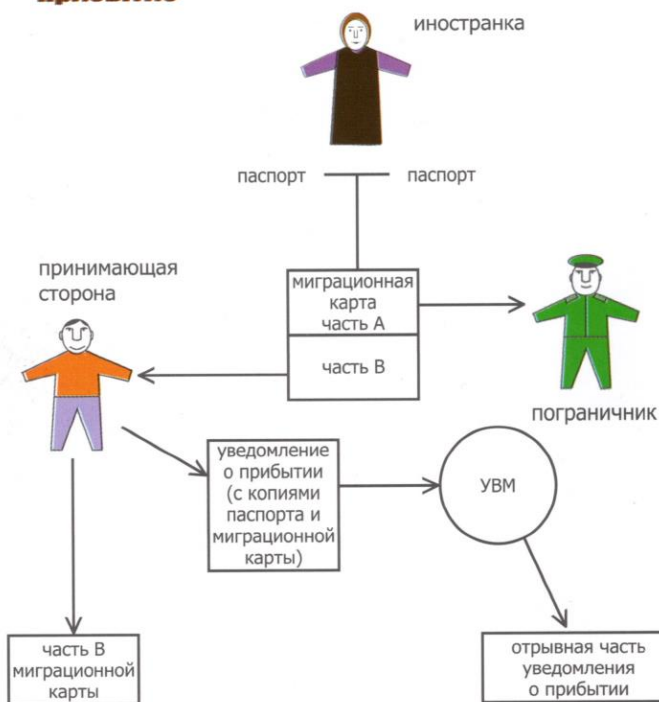 иностранка
паспорт
паспорт
принимающая
сторона
миграционная
карта
часть А
часть В
пограничник
уведомление
о прибытии
(с копиями
паспорта и
миграционной
карты)
УВМ
часть В
миграционной
карты
отрывная часть
уведомления
о прибытии